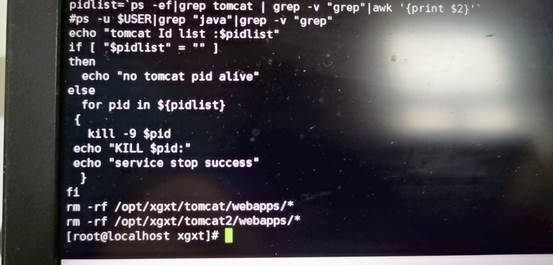 pidlist=`ps -ef|grep tomcat | grep -v "grep"|awk '{print $2}'`
#ps -u $USER|grep "java"|grep -v "grep"
echo "tomcat Id list :$pidlist"
if [ "$pidlist" = "" ]
then
echo "no tomcat pid alive"
else
for pid in ${pidlist}
{
kill -9 $pid
echo "KILL $pid:"
echo "service stop success"
}
fi
rm -rf /opt/xgxt/tomcat/webapps/*
rm -rf /opt/xgxt/tomcat2/webapps/*
[root@localhost xgxt]#